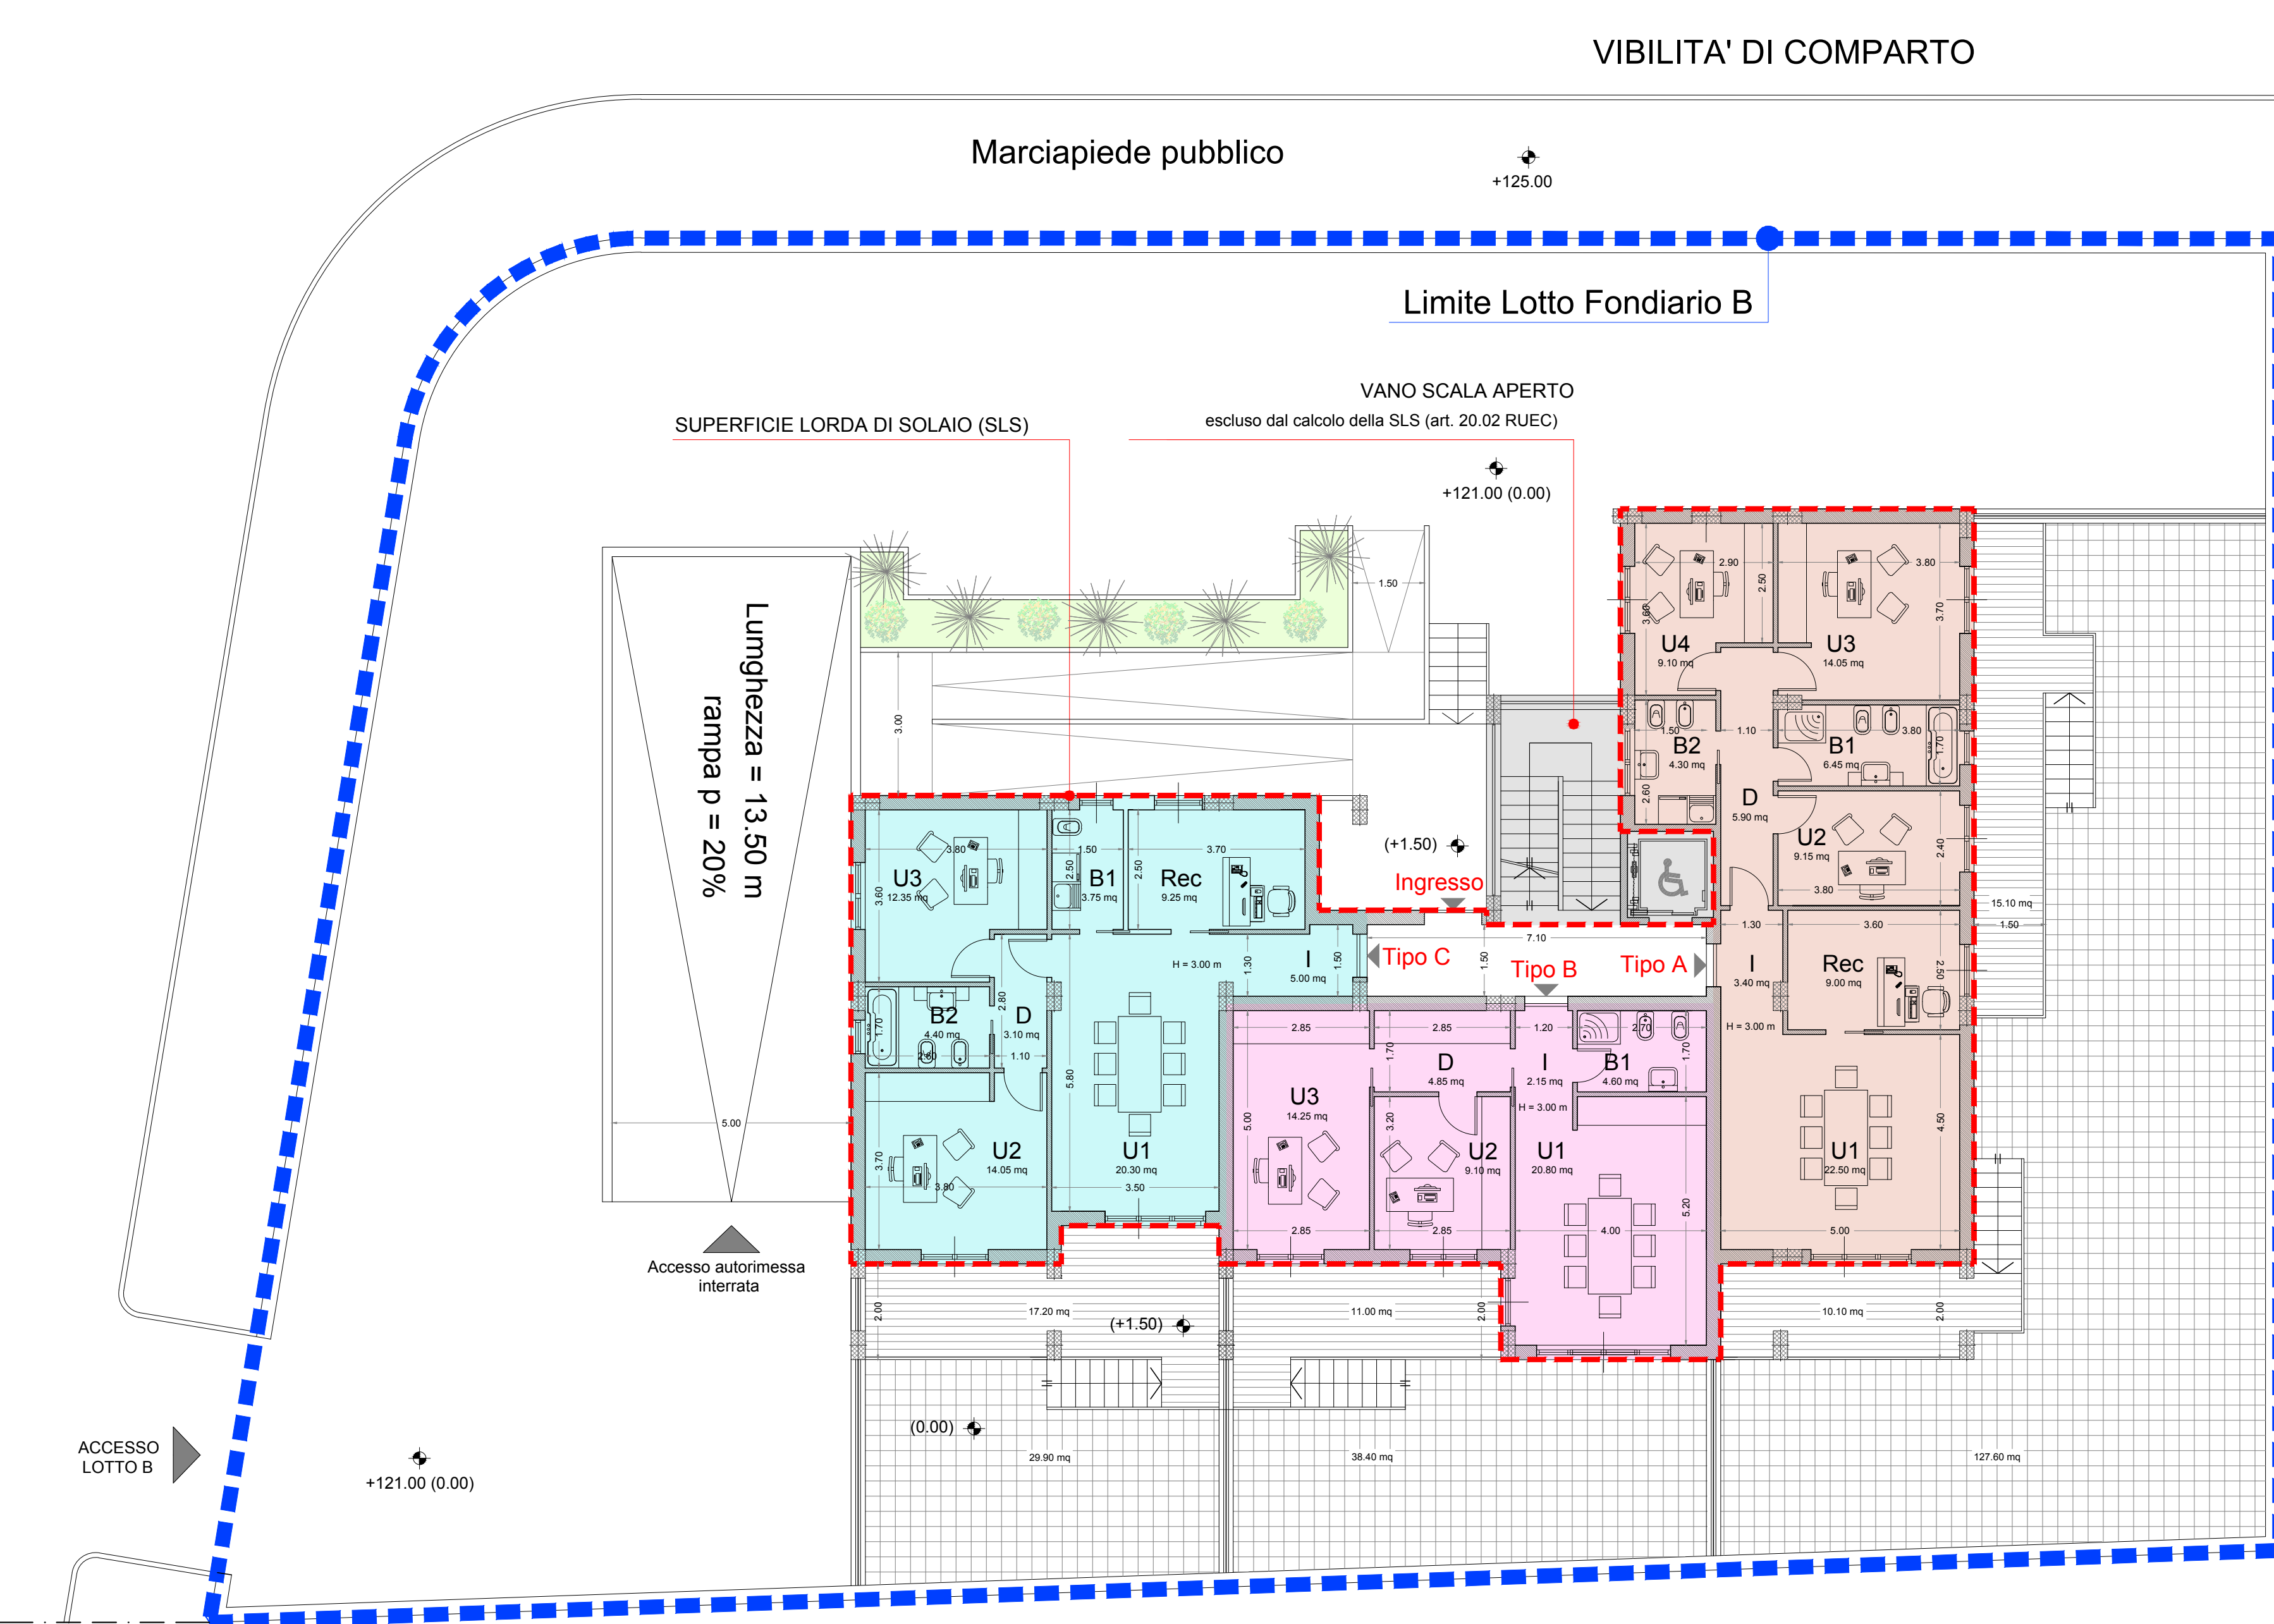 VIBILITA' DI COMPARTO
Marciapiede pubblico
+125.00
Limite Lotto Fondiario B
VANO SCALA APERTO
escluso dal calcolo della SLS (art. 20.02 RUEC)
SUPERFICIE LORDA DI SOLAIO (SLS)
+121.00 (0.00)
1.50
3.00
Lumghezza = 13.50 m
rampa p = 20%
5.00
Accesso autorimessa
interrata
ACCESSO
LOTTO B
+121.00 (0.00)
(+1.50)
Ingresso
7.10
1.50
Tipo C
Tipo B
Tipo A
U4
9.10 mq
2.90
2.50
3.60
U3
14.05 mq
3.80
3.70
B2
4.30 mq
1.50
2.60
1.10
B1
6.45 mq
3.80
1.70
D
5.90 mq
U2
9.15 mq
2.40
3.80
15.10 mq
1.50
1.30
I
3.40 mq
H = 3.00 m
Rec
9.00 mq
3.60
2.50
U1
22.50 mq
4.50
5.00
10.10 mq
2.00
127.60 mq
U3
12.35 mq
3.80
3.60
B1
3.75 mq
1.50
2.50
Rec
9.25 mq
3.70
2.50
H = 3.00 m
1.30
I
5.00 mq
1.50
B2
4.40 mq
1.70
2.60
D
3.10 mq
2.80
1.10
U2
14.05 mq
3.70
3.80
U1
20.30 mq
5.80
3.50
17.20 mq
2.00
(+1.50)
(0.00)
29.90 mq
2.85
U3
14.25 mq
5.00
2.85
2.85
D
4.85 mq
1.70
U2
9.10 mq
3.20
2.85
1.20
I
2.15 mq
H = 3.00 m
2.70
B1
4.60 mq
1.70
U1
20.80 mq
5.20
4.00
11.00 mq
2.00
38.40 mq